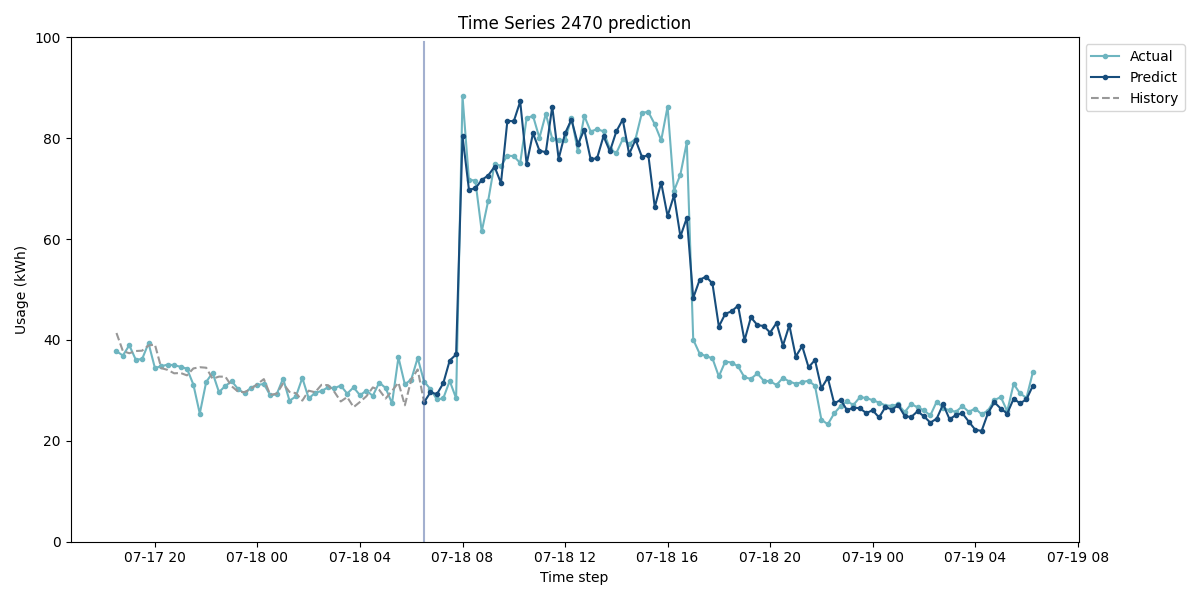 Time Series 2470 prediction
Usage (kWh)
100
80
60
40
20
0
07-17 20
07-18 00
07-18 04
07-18 08
07-18 12
07-18 16
07-18 20
07-19 00
07-19 04
07-19 08
Time step
Actual
Predict
History